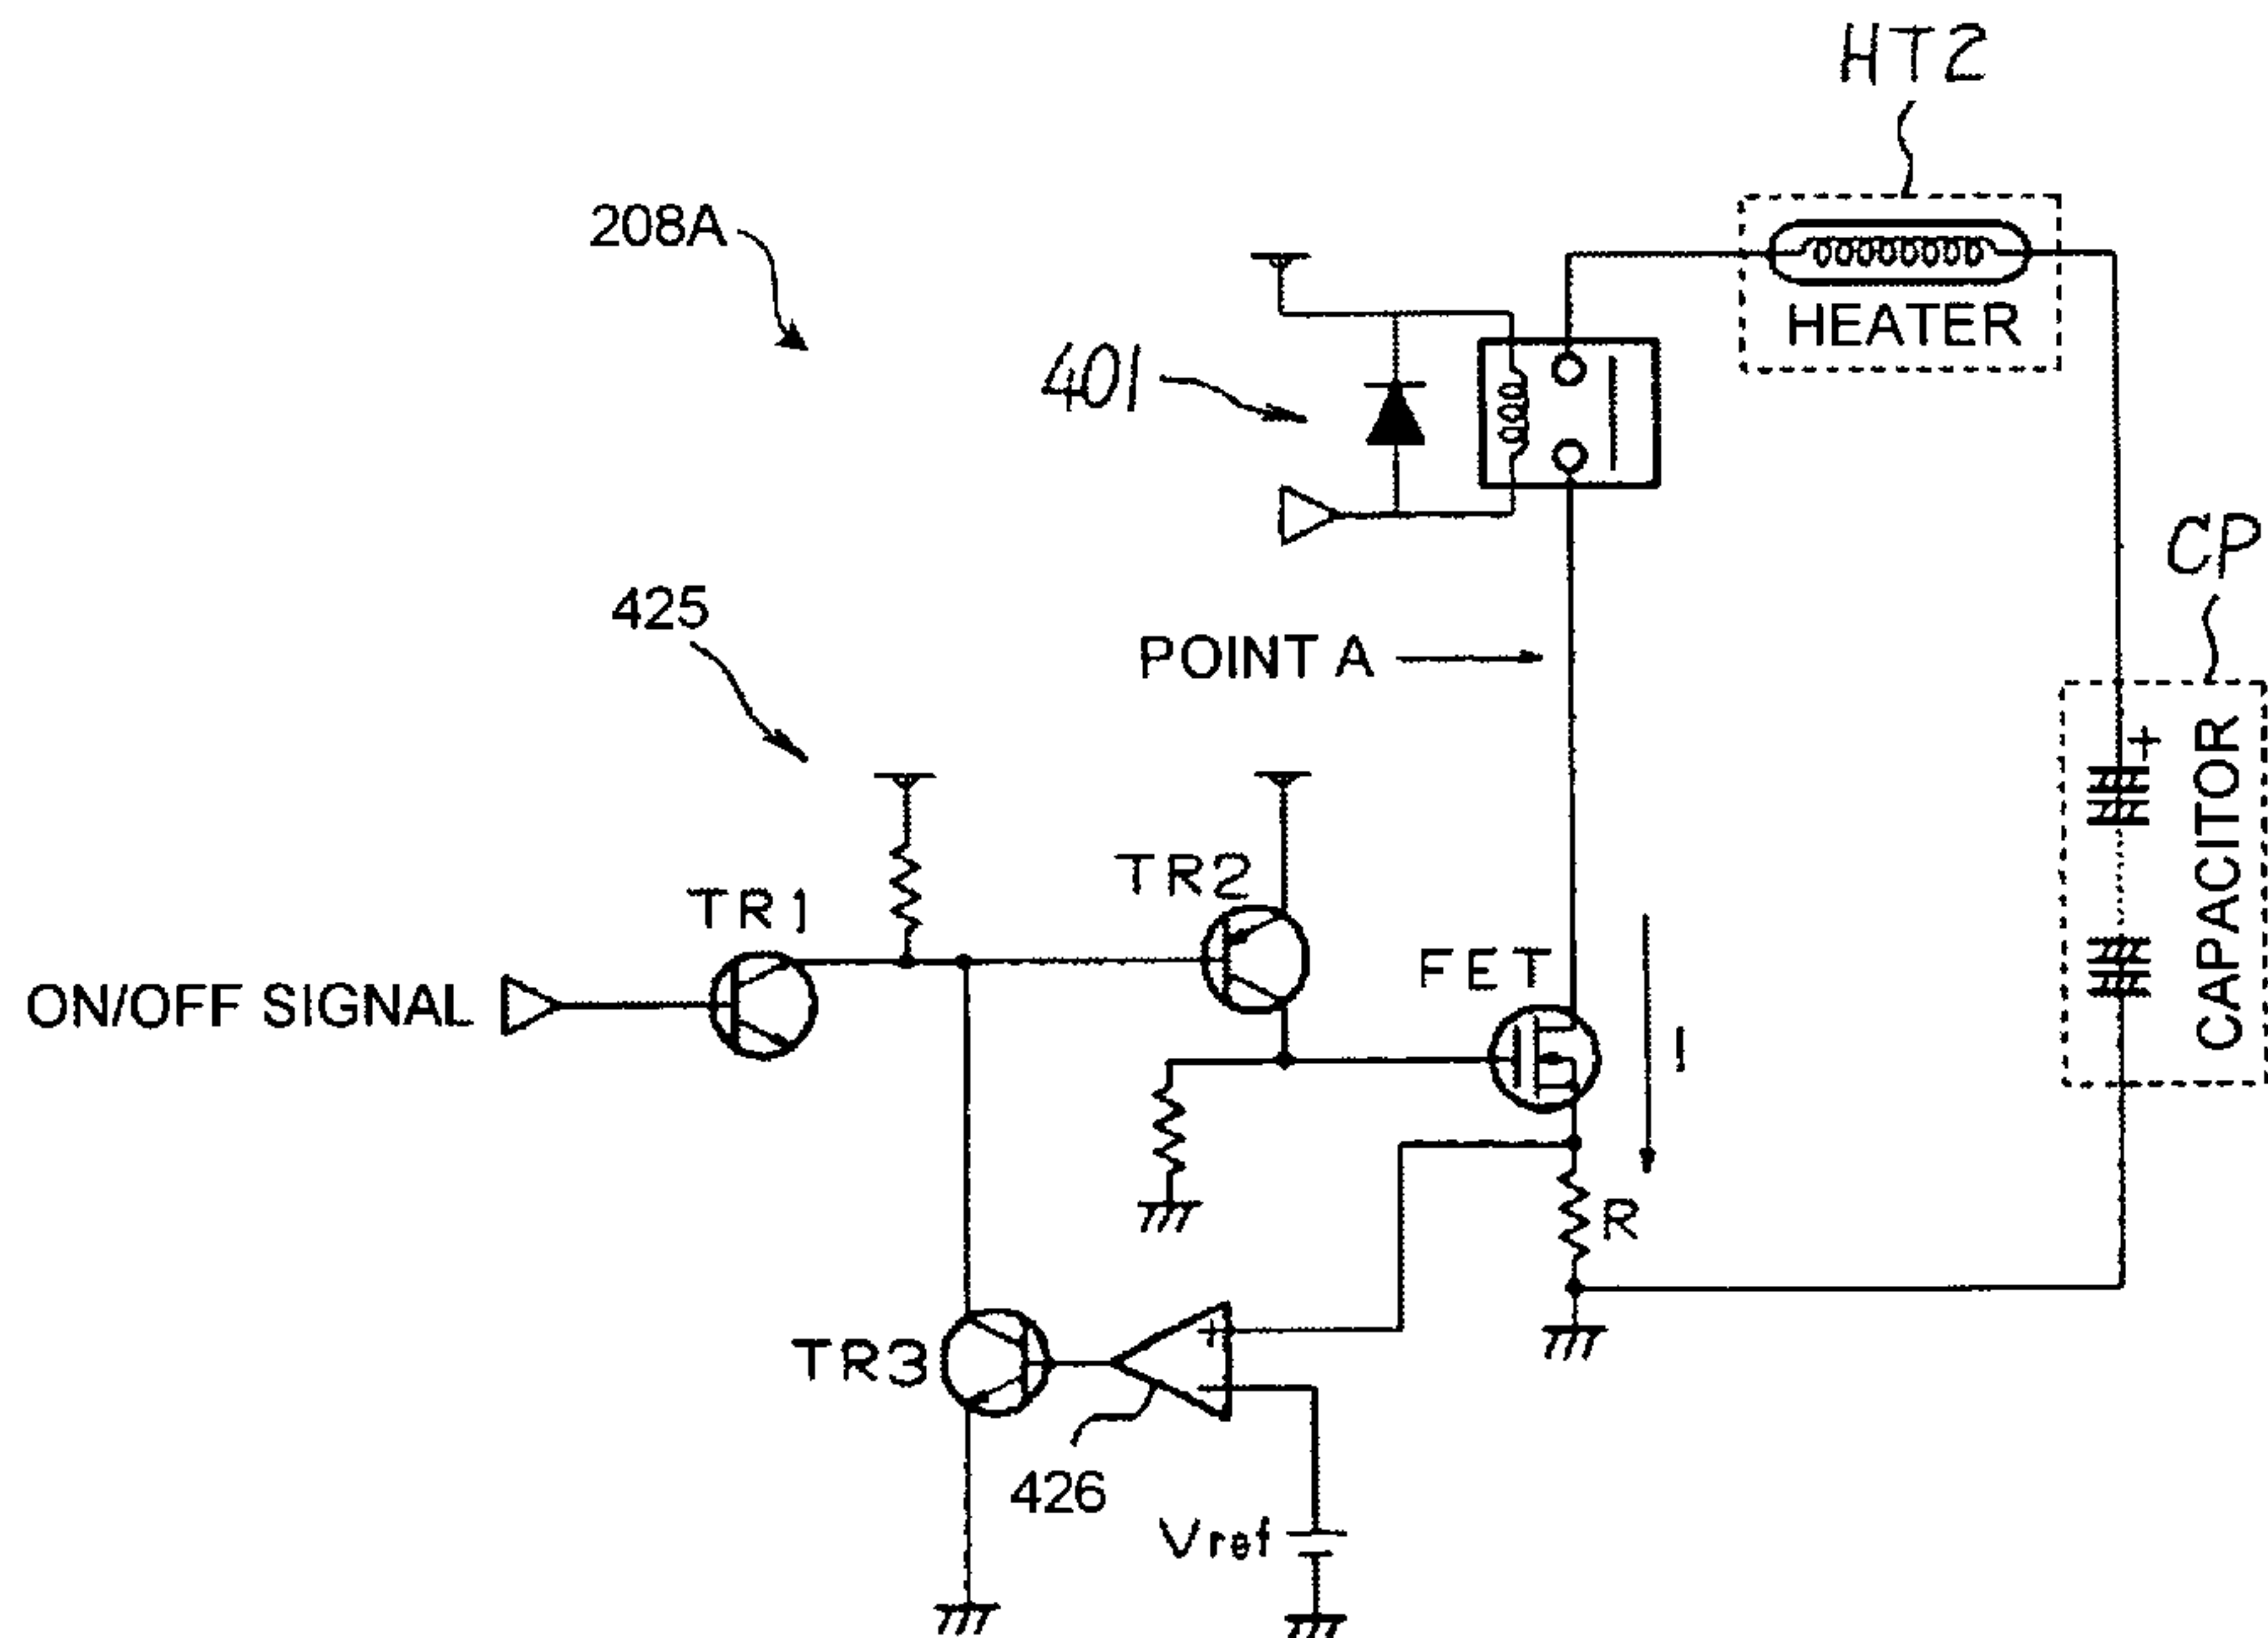 HT2
208A
HEATER
401
CP
425
POINT A
+
CAPACITOR
TR2
TR1
FET
ON/OFF SIGNAL
I
R
+
TR3
-
426
Vref